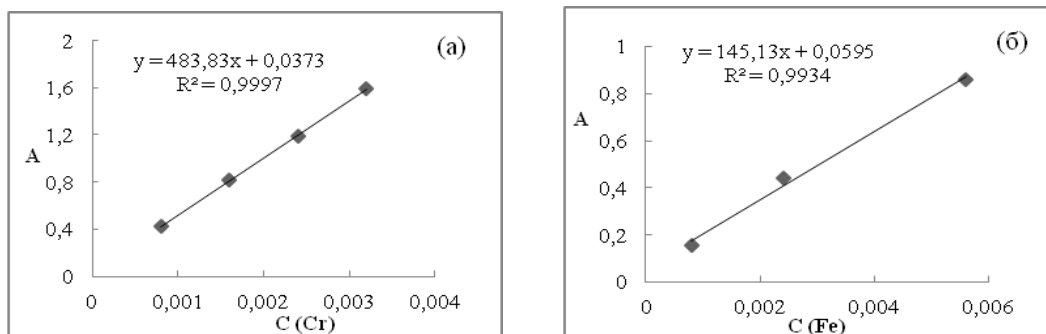 (а)
y = 483,83x + 0,0373
R² = 0,9997
2
1,6
1,2
0,8
0,4
0
A
0 0,001 0,002 0,003 0,004
C (Cr)
(б)
y = 145,13x + 0,0595
R² = 0,9934
1
0,8
0,6
0,4
0,2
0
A
0 0,002 0,004 0,006
C (Fe)